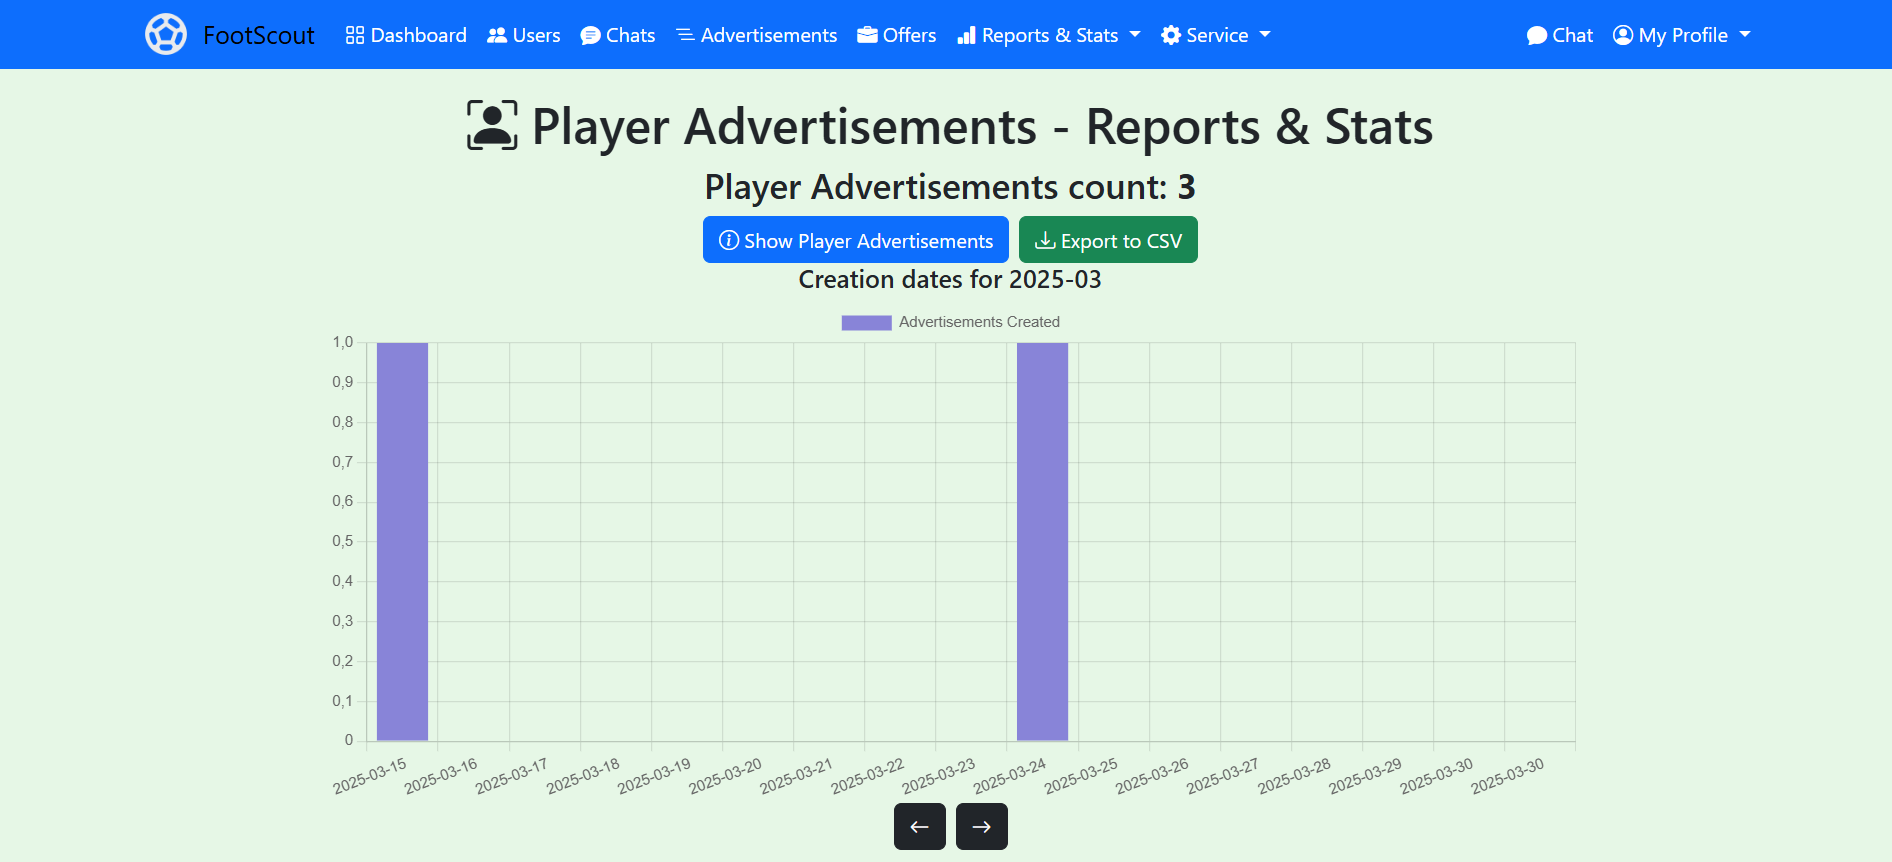 FootScout Dashboard Users Chats Advertisements Offers Reports & Stats Service Chat My Profile
Player Advertisements - Reports & Stats
Player Advertisements count: 3
Show Player Advertisements Export to CSV
Creation dates for 2025-03
Advertisements Created
1,0
0,9
0,8
0,7
0,6
0,5
0,4
0,3
0,2
0,1
0
2025-03-15 2025-03-16 2025-03-17 2025-03-18 2025-03-19 2025-03-20 2025-03-21 2025-03-22 2025-03-23 2025-03-24 2025-03-25 2025-03-26 2025-03-27 2025-03-28 2025-03-29 2025-03-30 2025-03-30